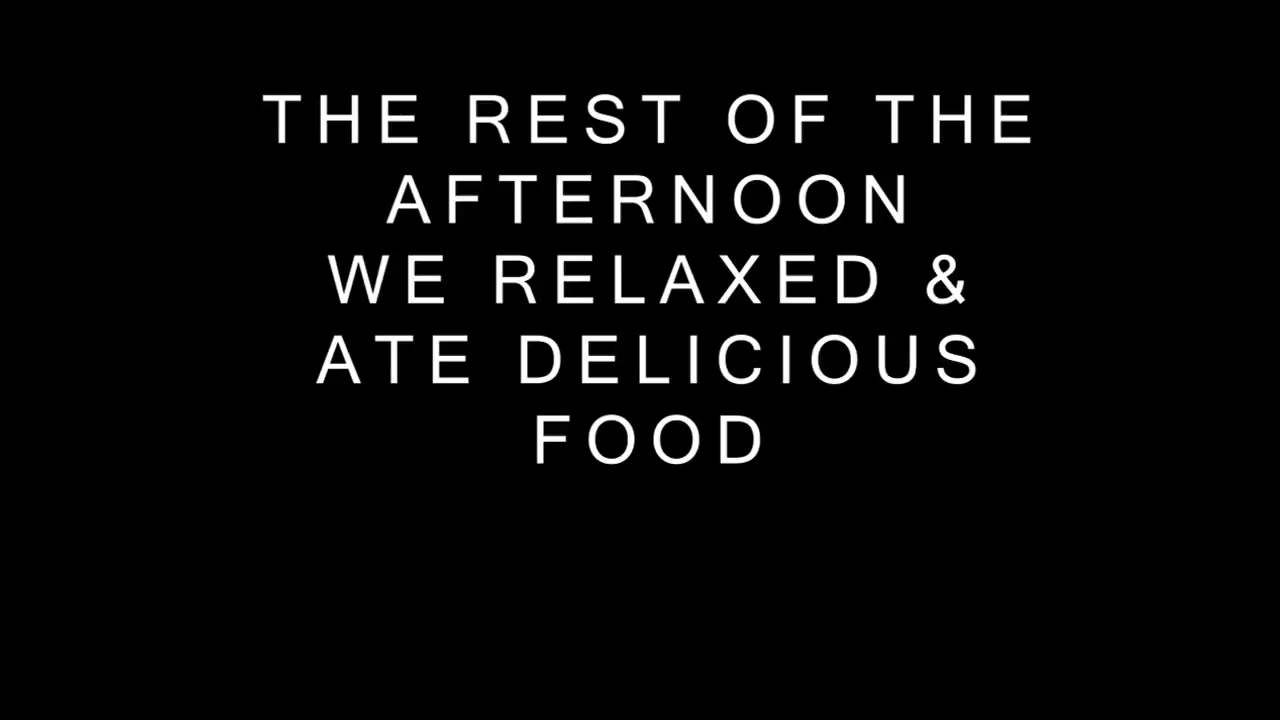 THE REST OF THE
AFTERNOON
WE RELAXED &
ATE DELICIOUS
FOOD